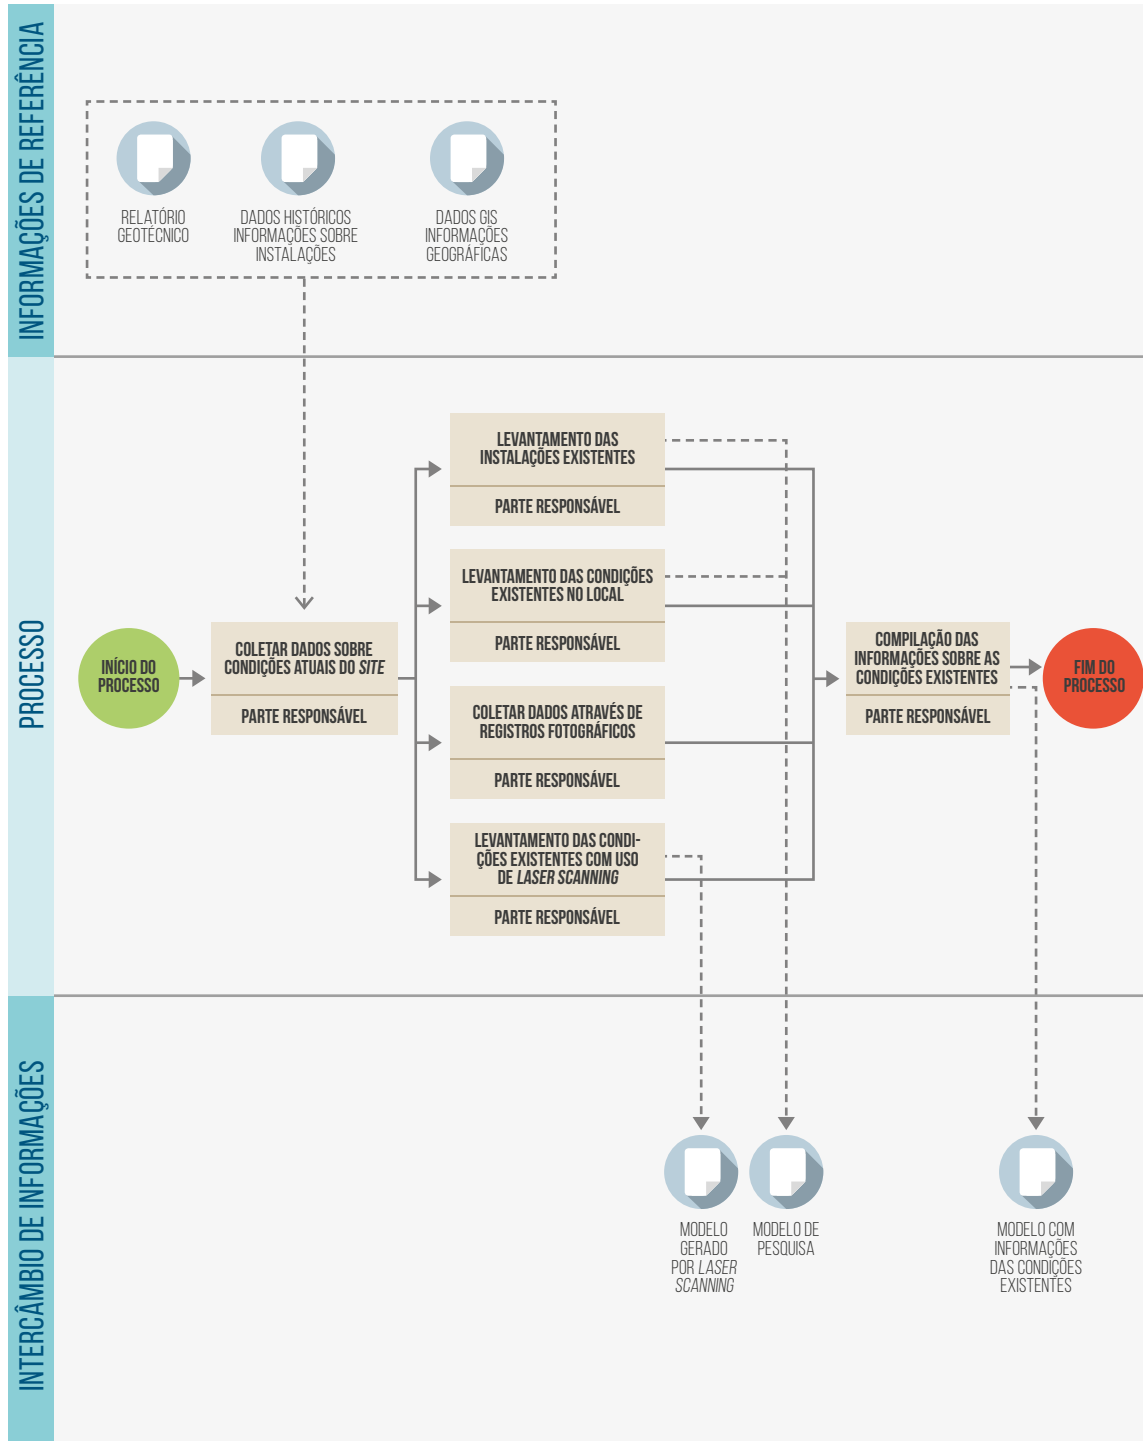 INFORMAÇÕES DE REFERÊNCIA
RELATÓRIO
GEOTÉCNICO
DADOS HISTÓRICOS
INFORMAÇÕES SOBRE
INSTALAÇÕES
DADOS GIS
INFORMAÇÕES
GEOGRÁFICAS
PROCESSO
INÍCIO DO
PROCESSO
COLETAR DADOS SOBRE
CONDIÇÕES ATUAIS DO SITE
PARTE RESPONSÁVEL
LEVANTAMENTO DAS
INSTALAÇÕES EXISTENTES
PARTE RESPONSÁVEL
LEVANTAMENTO DAS CONDIÇÕES
EXISTENTES NO LOCAL
PARTE RESPONSÁVEL
COLETAR DADOS ATRAVÉS DE
REGISTROS FOTOGRÁFICOS
PARTE RESPONSÁVEL
LEVANTAMENTO DAS CONDI-
ÇÕES EXISTENTES COM USO
DE LASER SCANNING
PARTE RESPONSÁVEL
COMPILAÇÃO DAS
INFORMAÇÕES SOBRE AS
CONDIÇÕES EXISTENTES
PARTE RESPONSÁVEL
FIM DO
PROCESSO
INTERCÂMBIO DE INFORMAÇÕES
MODELO
GERADO
POR LASER
SCANNING
MODELO DE
PESQUISA
MODELO COM
INFORMAÇÕES
DAS CONDIÇÕES
EXISTENTES